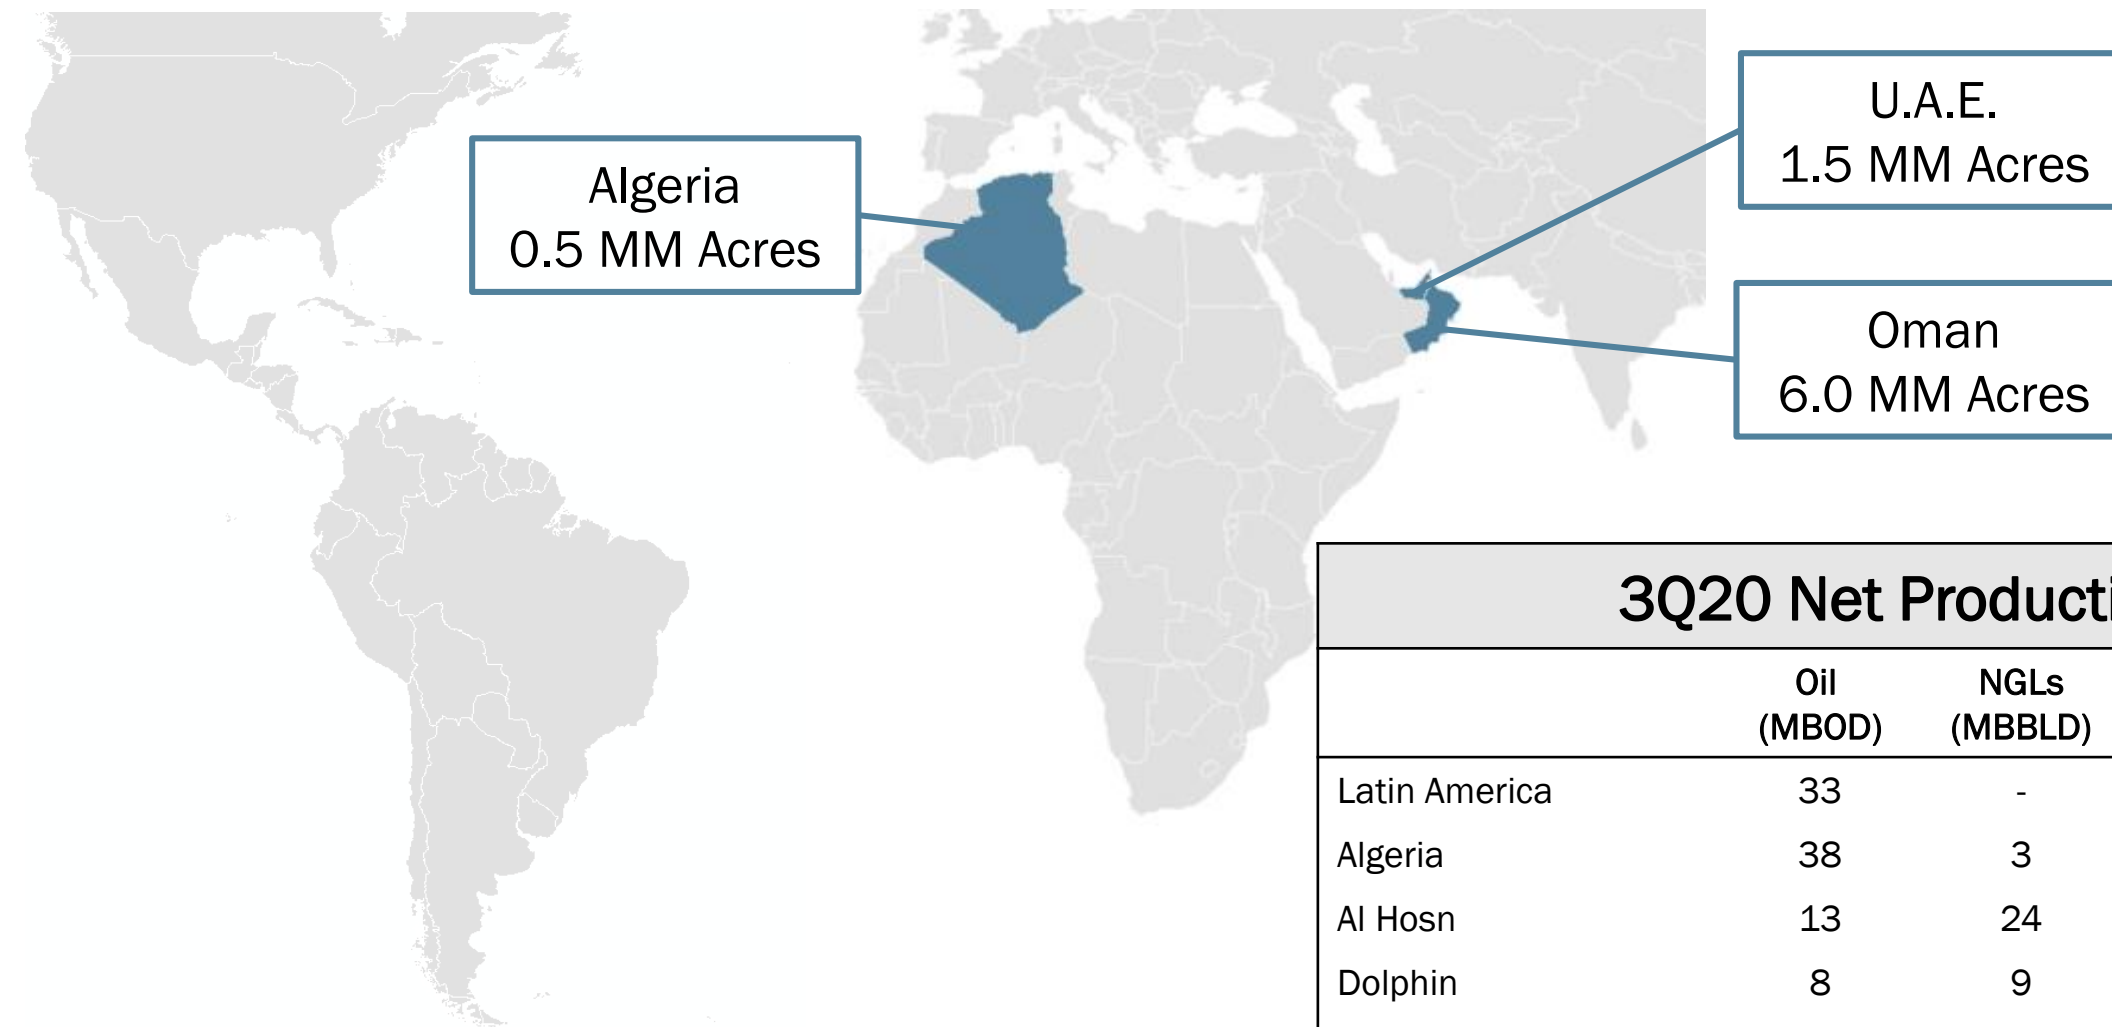 U.A.E.
1.5 MM Acres
Algeria
0.5 MM Acres
Oman
6.0 MM Acres
3Q20 Net Producti
Oil NGLs
(MBOD) (MBBLD)
Latin America 33 -
Algeria 38 3
Al Hosn 13 24
Dolphin 8 9